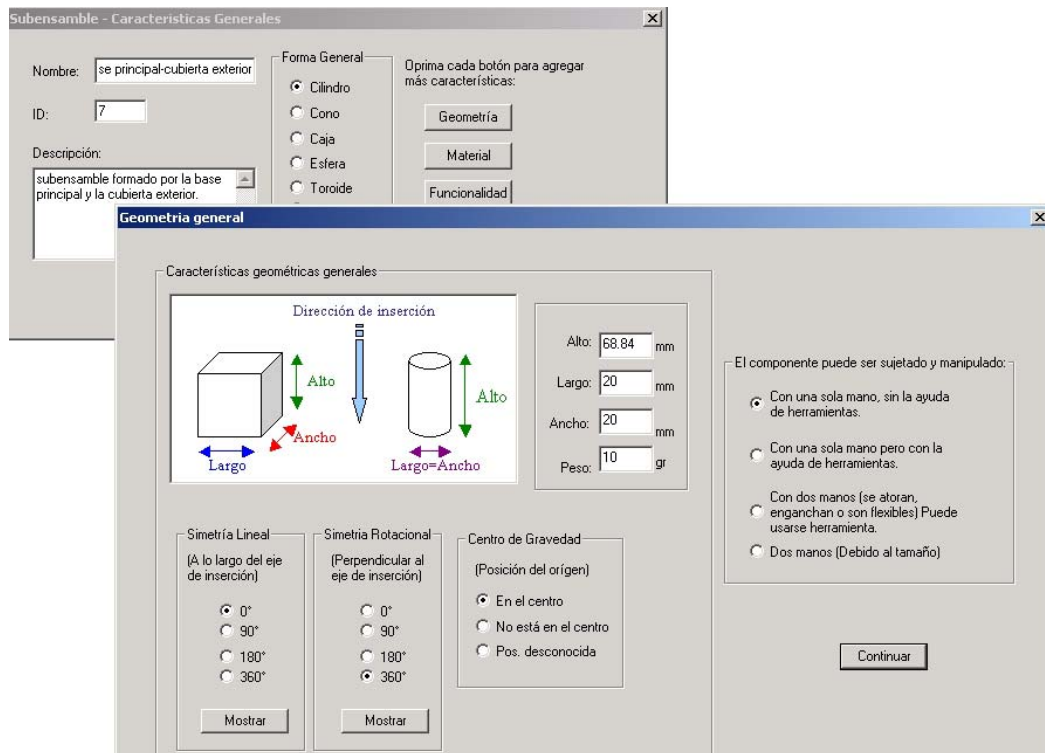 Subensamble - Caracteristicas Generales
Nombre:
se principal-cubierta exterior
ID:
7
Descripción:
subensamble formado por la base
principal y la cubierta exterior.
Forma General
Cilindro
Cono
Caja
Esfera
Toroide
Oprima cada botón para agregar
más características:
Geometría
Material
Funcionalidad
Geometria general
Características geométricas generales
Dirección de inserción
Alto
Ancho
Largo
Alto
Largo=Ancho
Alto: 68.84 mm
Largo: 20 mm
Ancho: 20 mm
Peso: 10 gr
El componente puede ser sujetado y manipulado:
Con una sola mano, sin la ayuda
de herramientas.
Con una sola mano pero con la
ayuda de herramientas.
Con dos manos (se atoran,
enganchan o son flexibles) Puede
usarse herramienta.
Dos manos (Debido al tamaño)
Simetría Lineal
(A lo largo del eje
de inserción)
0°
90°
180°
360°
Mostrar
Simetria Rotacional
(Perpendicular al
eje de inserción)
0°
90°
180°
360°
Mostrar
Centro de Gravedad
(Posición del orígen)
En el centro
No está en el centro
Pos. desconocida
Continuar